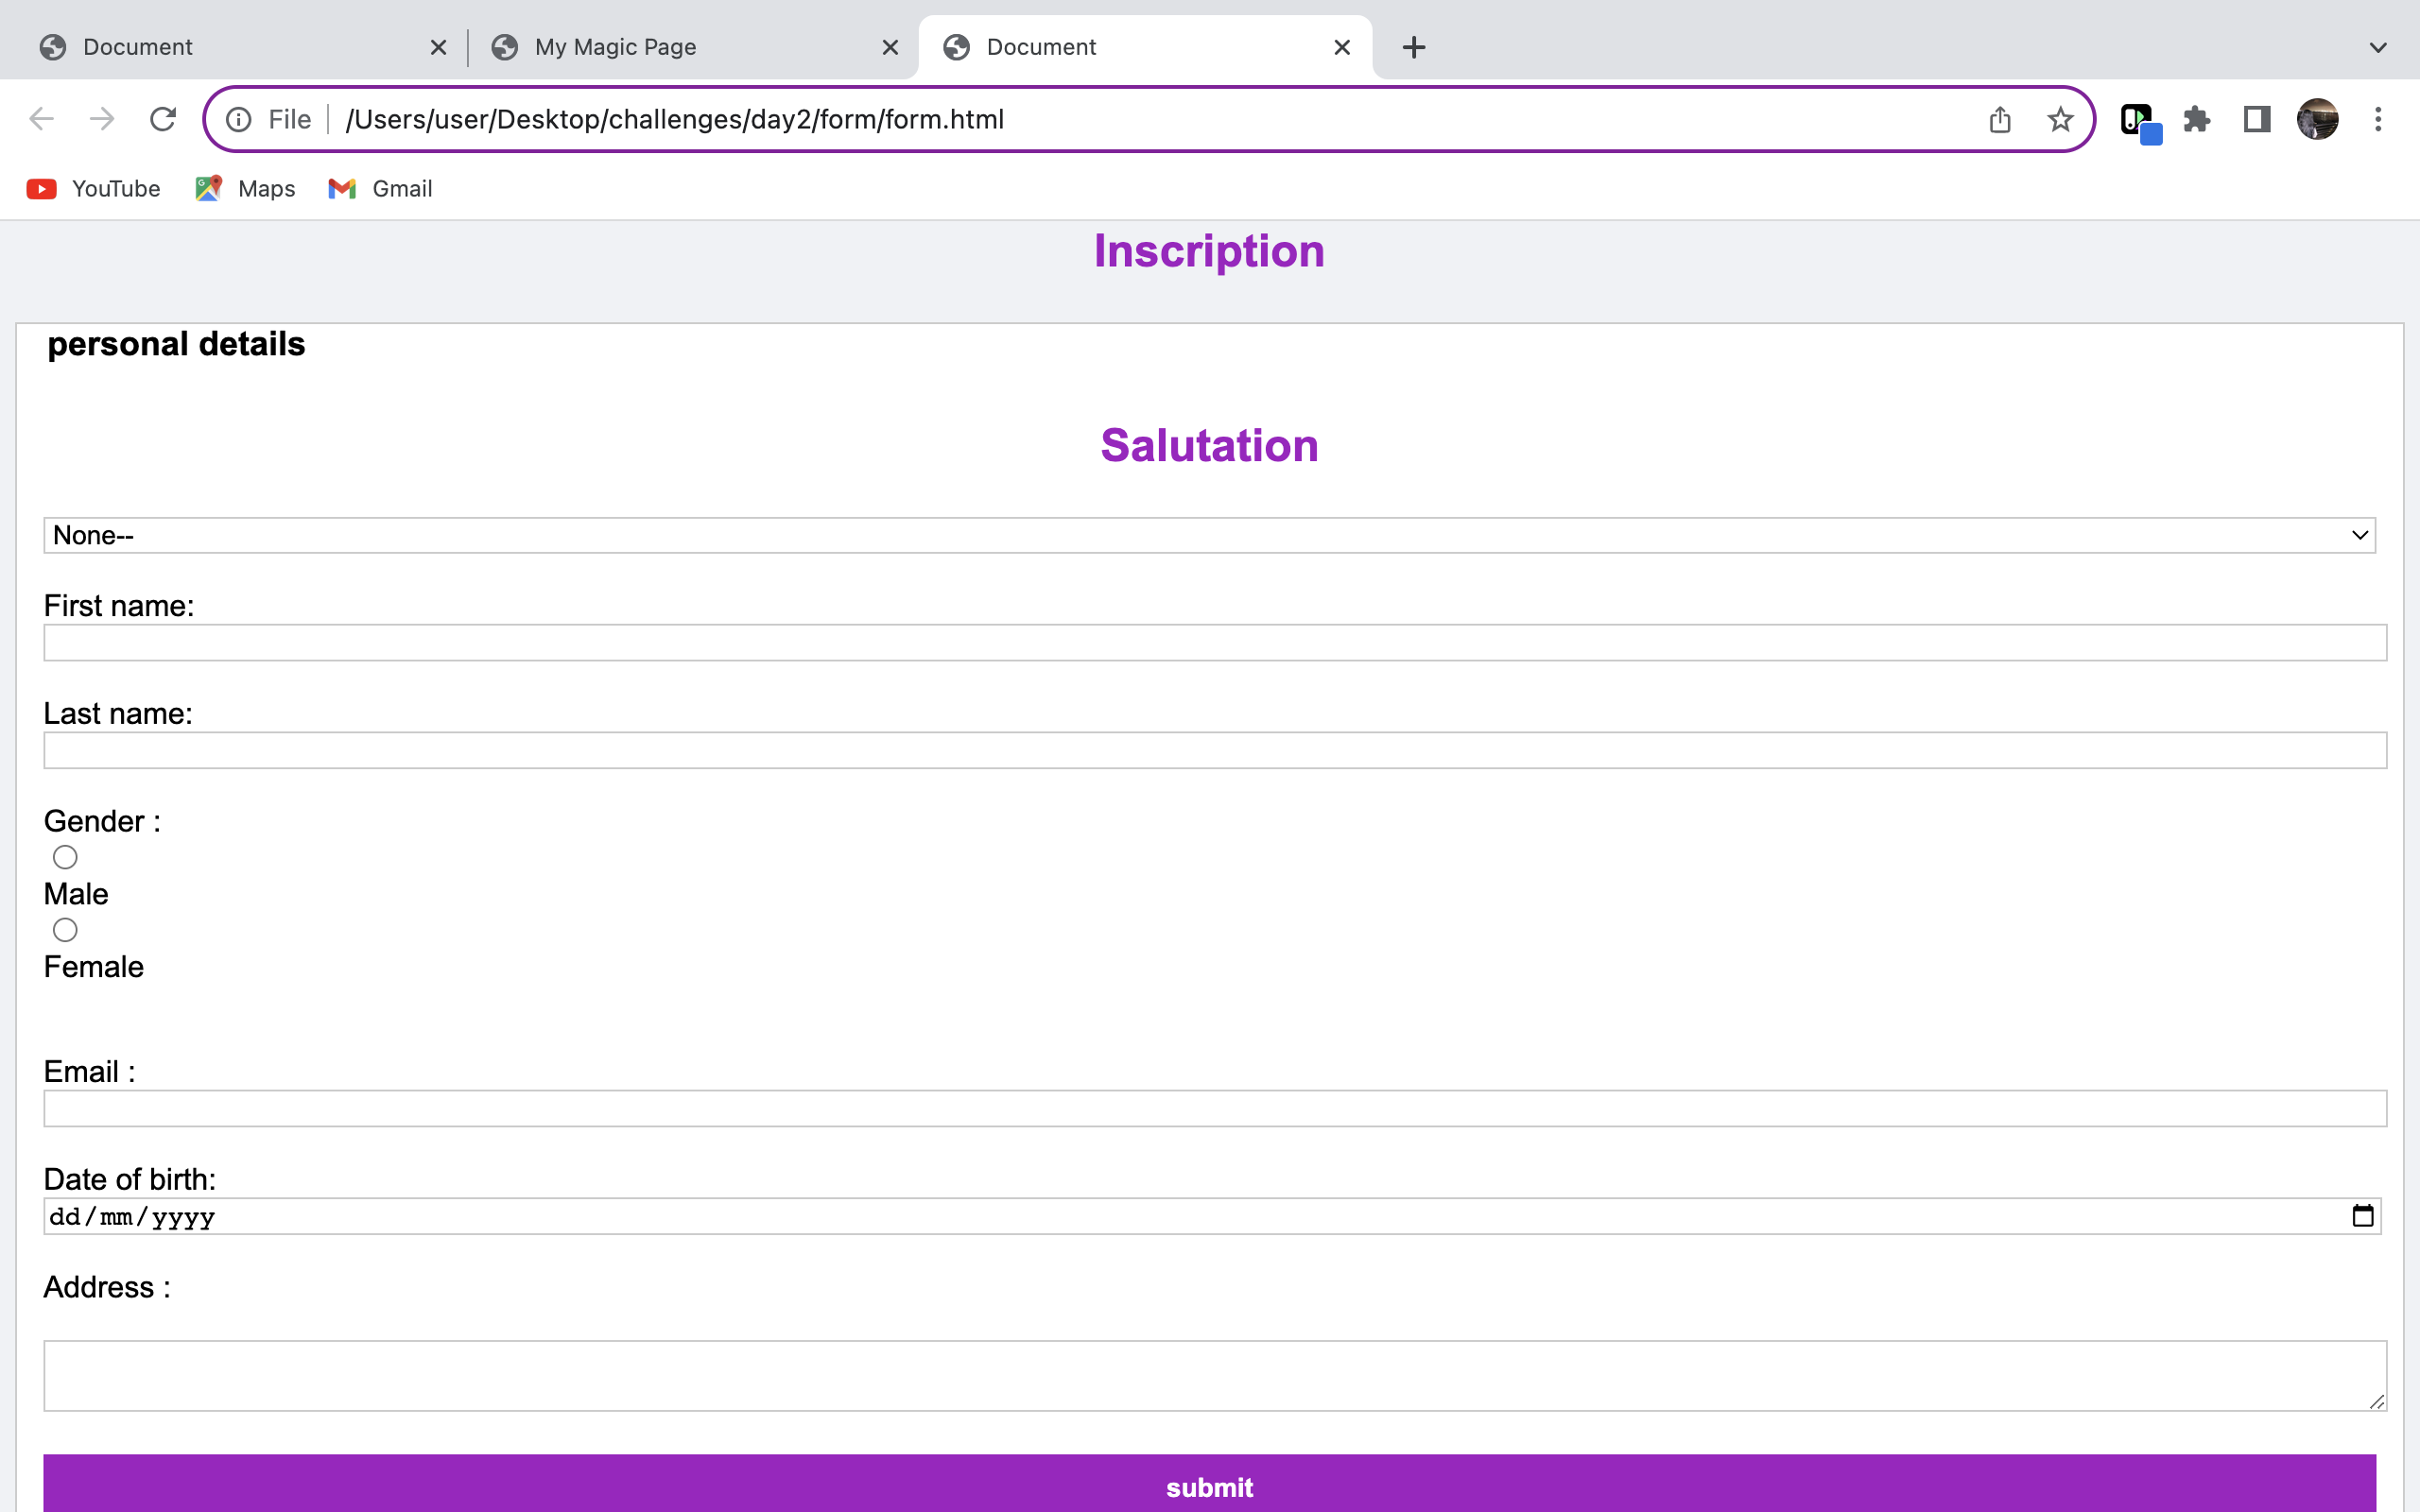 Document
My Magic Page
Document
File
/Users/user/Desktop/challenges/day2/form/form.html
YouTube
Maps
Gmail
Inscription
personal details
Salutation
None--
First name:
Last name:
Gender :
Male
Female
Email :
Date of birth:
dd/mm/yyyy
Address :
submit